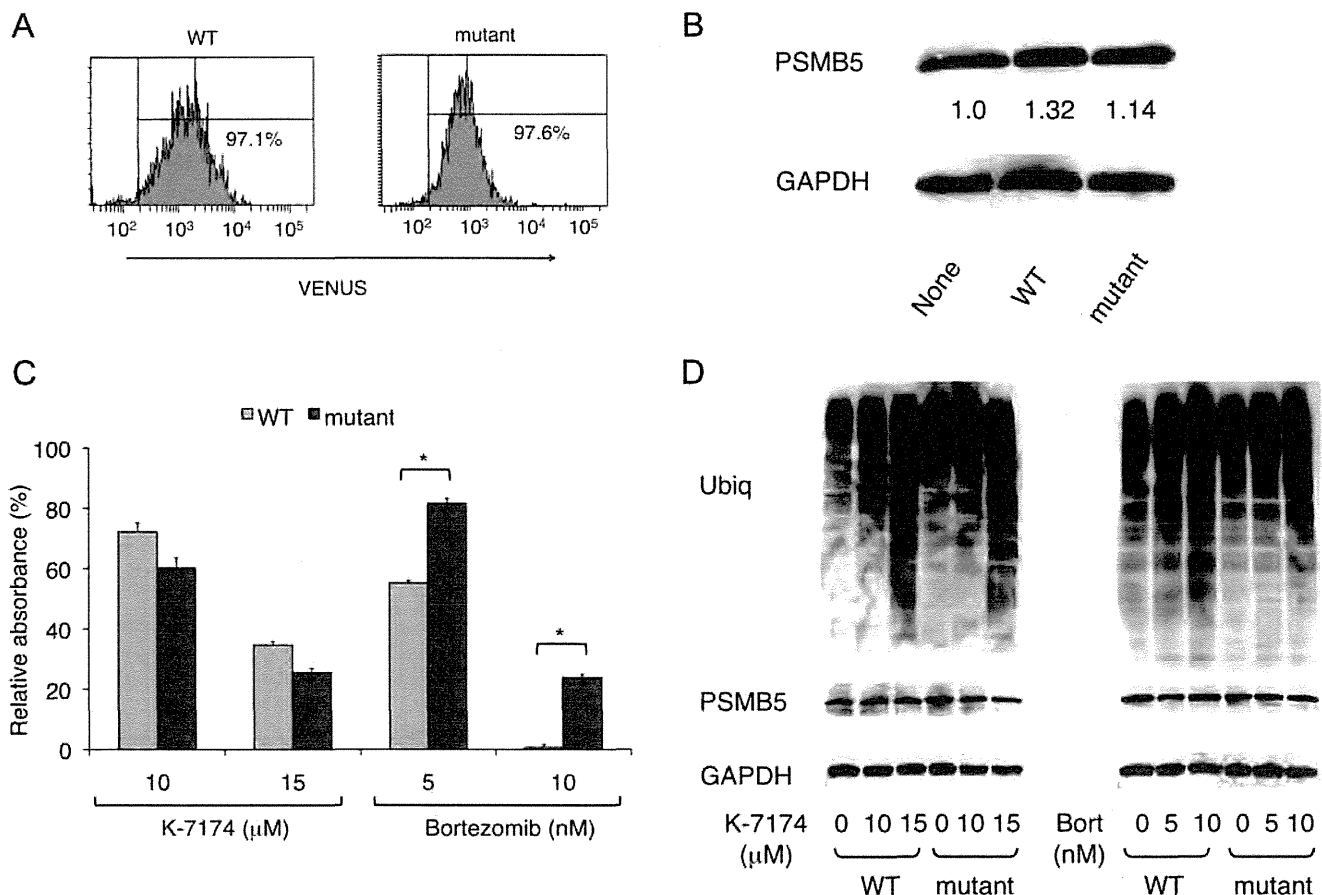 A
WT
mutant
97.1%
97.6%
10² 10³ 10⁴ 10⁵
10² 10³ 10⁴ 10⁵
VENUS
B
PSMB5
1.0 1.32 1.14
GAPDH
None WT mutant
C
WT mutant
Relative absorbance (%)
100
80
60
40
20
0
*
*
10 15 5 10
K-7174 (μM) Bortezomib (nM)
D
Ubiq
PSMB5
GAPDH
K-7174 0 10 15 0 10 15
(μM)
WT mutant
Bort 0 5 10 0 5 10
(nM)
WT mutant